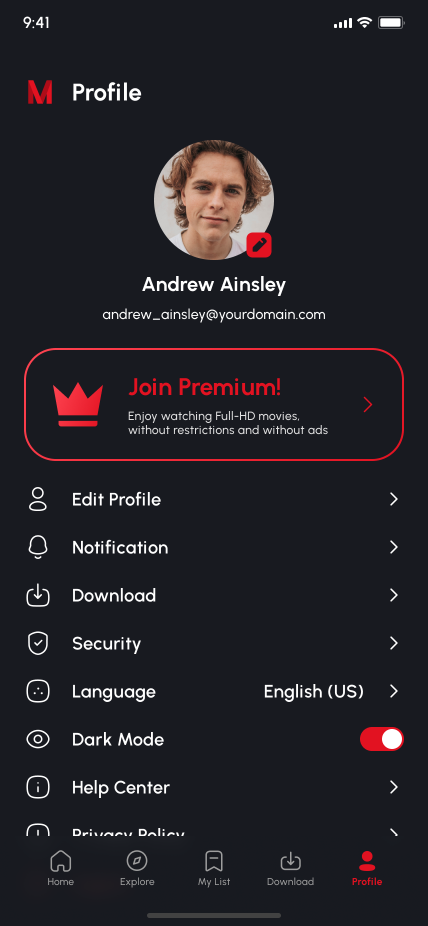 9:41
M Profile
Andrew Ainsley
andrew_ainsley@yourdomain.com
Join Premium!
Enjoy watching Full-HD movies,
without restrictions and without ads
Edit Profile
Notification
Download
Security
Language English (US)
Dark Mode
Help Center
Privacy Policy
Home Explore My List Download Profile